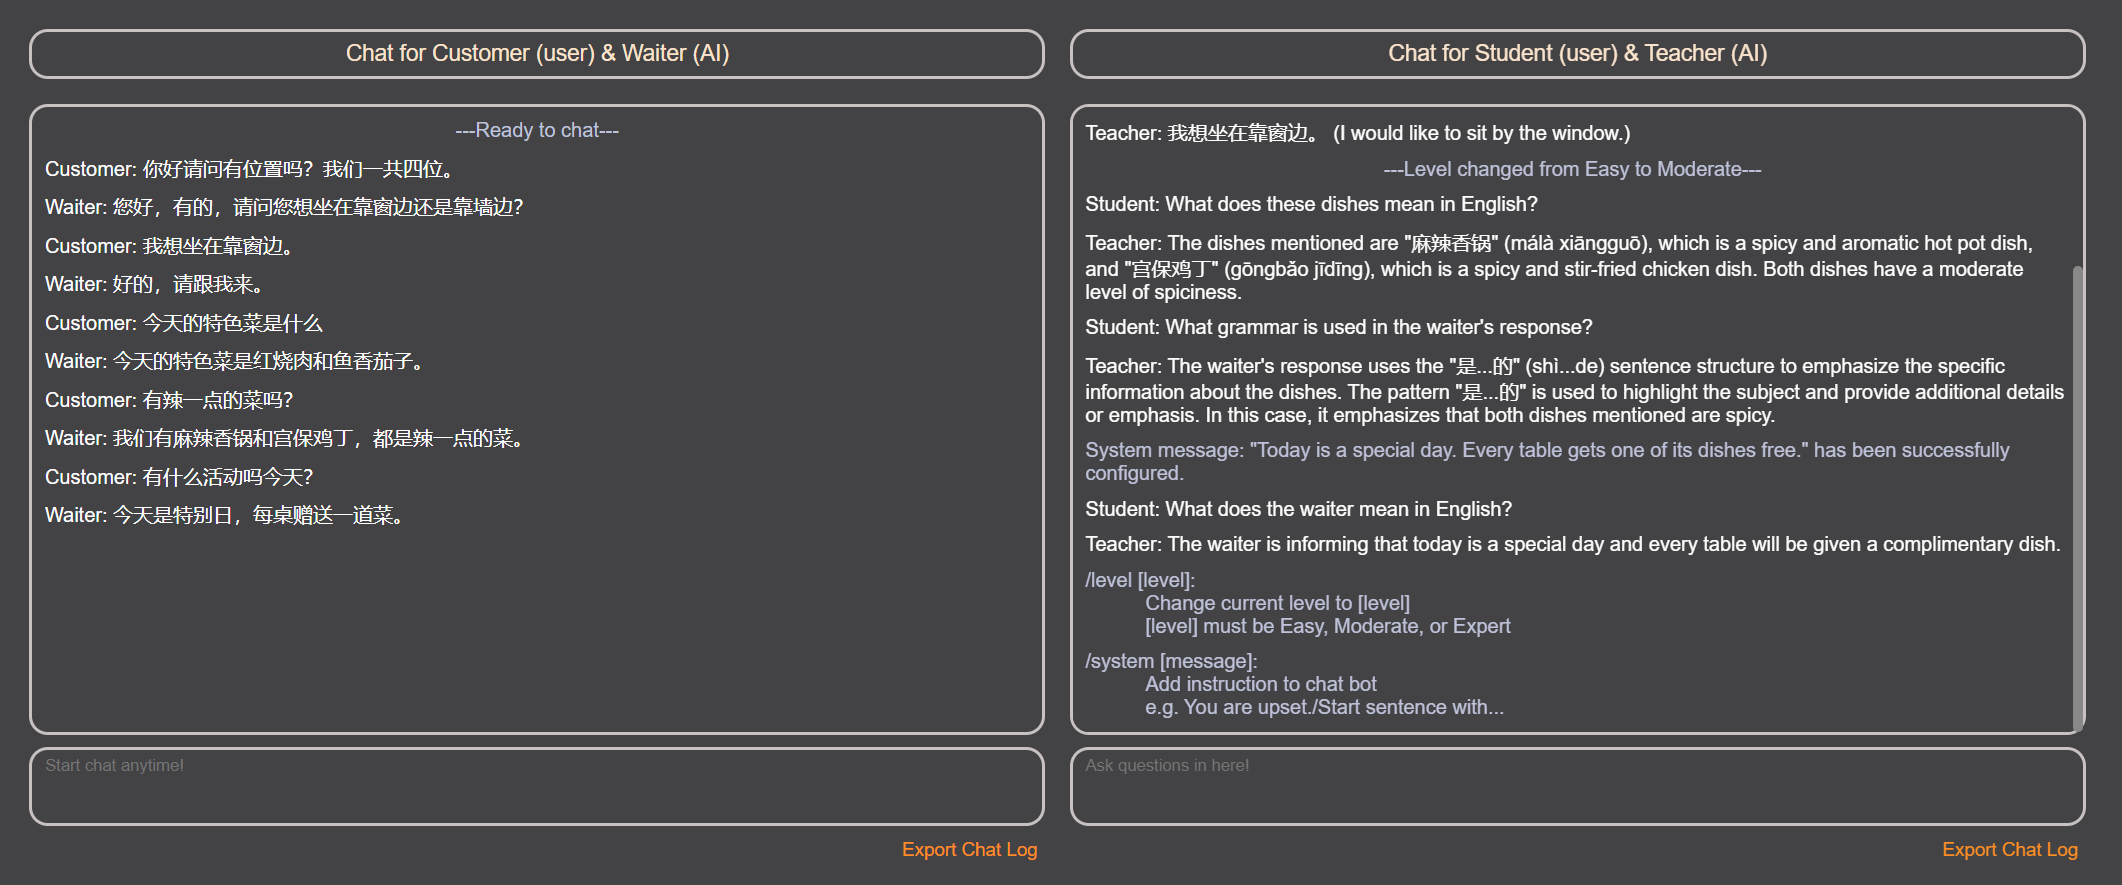 Chat for Customer (user) & Waiter (AI)
---Ready to chat---
Customer: 你好请问有位置吗？我们一共四位。
Waiter: 您好，有的，请问您想坐在靠窗边还是靠墙边？
Customer: 我想坐在靠窗边。
Waiter: 好的，请跟我来。
Customer: 今天的特色菜是什么
Waiter: 今天的特色菜是红烧肉和鱼香茄子。
Customer: 有辣一点的菜吗？
Waiter: 我们有麻辣香锅和宫保鸡丁，都是辣一点的菜。
Customer: 有什么活动吗今天？
Waiter: 今天是特别日，每桌赠送一道菜。
Start chat anytime!
Export Chat Log
Chat for Student (user) & Teacher (AI)
Teacher: 我想坐在靠窗边。 (I would like to sit by the window.)
---Level changed from Easy to Moderate---
Student: What does these dishes mean in English?
Teacher: The dishes mentioned are "麻辣香锅" (málà xiāngguō), which is a spicy and aromatic hot pot dish,
and "宫保鸡丁" (gōngbǎo jīdīng), which is a spicy and stir-fried chicken dish. Both dishes have a moderate
level of spiciness.
Student: What grammar is used in the waiter's response?
Teacher: The waiter's response uses the "是...的" (shì...de) sentence structure to emphasize the specific
information about the dishes. The pattern "是...的" is used to highlight the subject and provide additional details
or emphasis. In this case, it emphasizes that both dishes mentioned are spicy.
System message: "Today is a special day. Every table gets one of its dishes free." has been successfully
configured.
Student: What does the waiter mean in English?
Teacher: The waiter is informing that today is a special day and every table will be given a complimentary dish.
/level [level]:
Change current level to [level]
[level] must be Easy, Moderate, or Expert
/system [message]:
Add instruction to chat bot
e.g. You are upset./Start sentence with...
Ask questions in here!
Export Chat Log